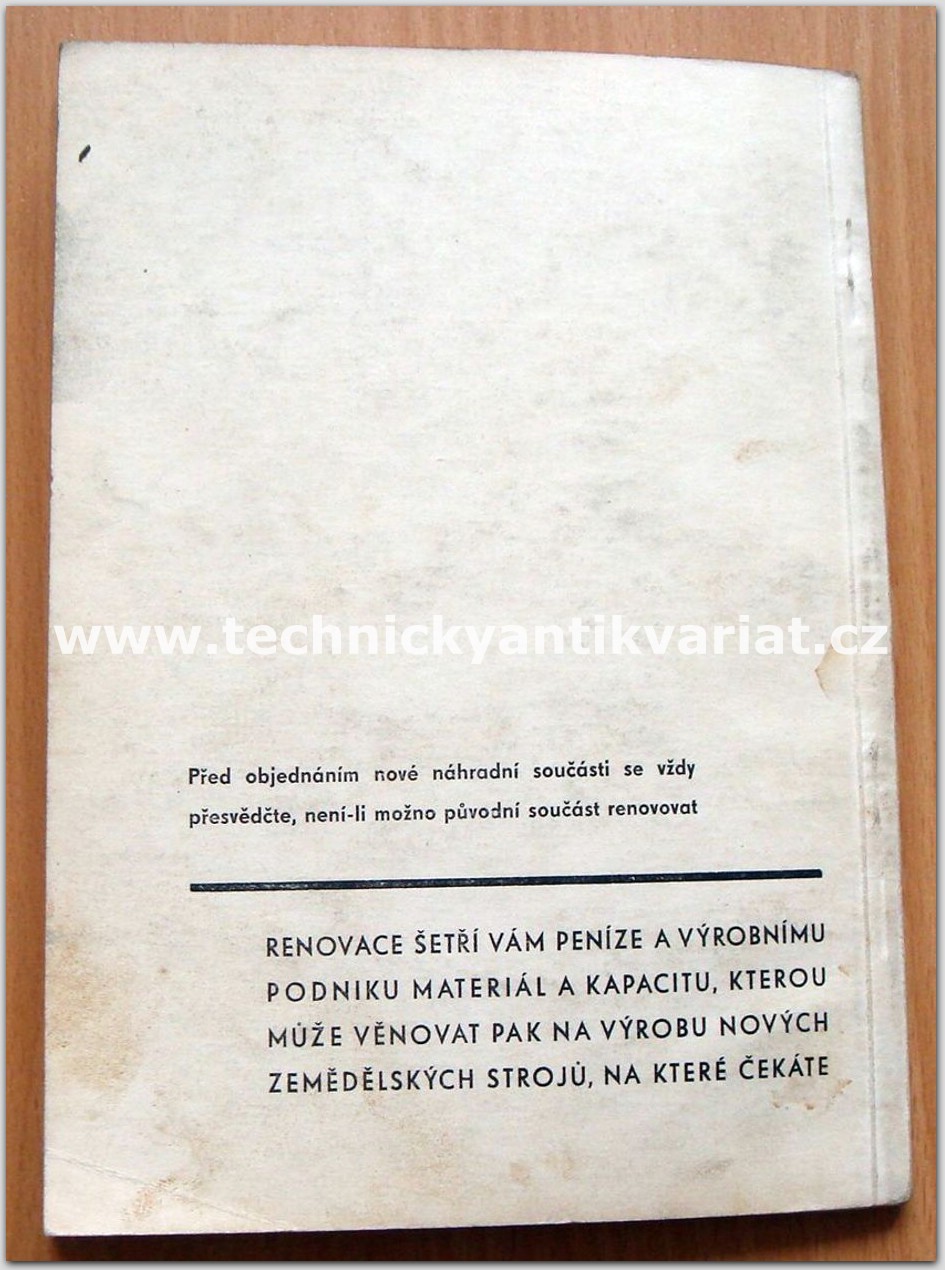 www.technickyantikvariat.cz
Před objednáním nové náhradní součásti se vždy
přesvědčte, není-li možno původní součást renovovat
RENOVACE ŠETŘÍ VÁM PENÍZE A VÝROBNÍMU
PODNIKU MATERIÁL A KAPACITU, KTEROU
MŮŽE VĚNOVAT PAK NA VÝROBU NOVÝCH
ZEMĚDĚLSKÝCH STROJŮ, NA KTERÉ ČEKÁTE